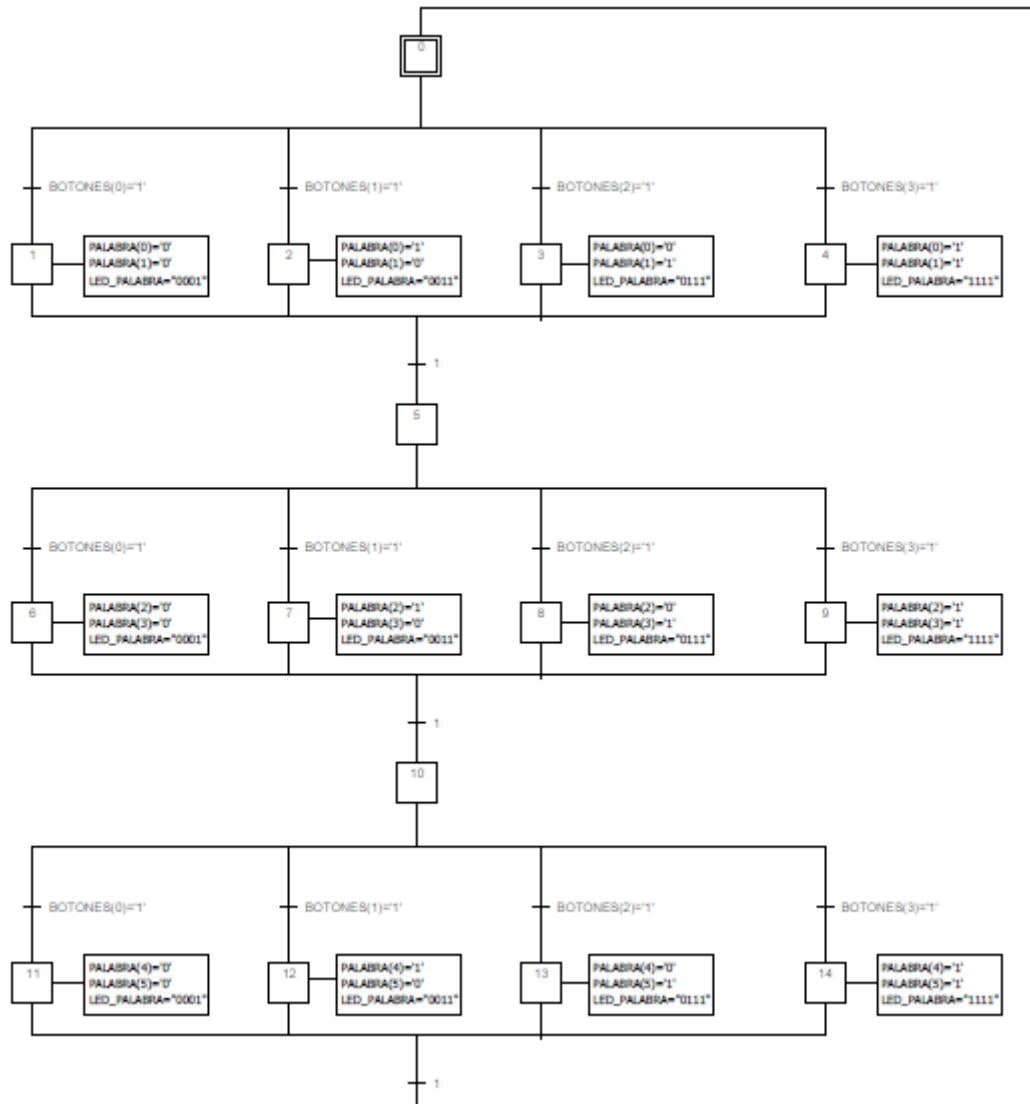 0
BOTONES(0)='1'
BOTONES(1)='1'
BOTONES(2)='1'
BOTONES(3)='1'
1
PALABRA(0)='0'
PALABRA(1)='0'
LED_PALABRA="0001"
2
PALABRA(0)='1'
PALABRA(1)='0'
LED_PALABRA="0011"
3
PALABRA(0)='0'
PALABRA(1)='1'
LED_PALABRA="0111"
4
PALABRA(0)='1'
PALABRA(1)='1'
LED_PALABRA="1111"
1
5
BOTONES(0)='1'
BOTONES(1)='1'
BOTONES(2)='1'
BOTONES(3)='1'
6
PALABRA(2)='0'
PALABRA(3)='0'
LED_PALABRA="0001"
7
PALABRA(2)='1'
PALABRA(3)='0'
LED_PALABRA="0011"
8
PALABRA(2)='0'
PALABRA(3)='1'
LED_PALABRA="0111"
9
PALABRA(2)='1'
PALABRA(3)='1'
LED_PALABRA="1111"
1
10
BOTONES(0)='1'
BOTONES(1)='1'
BOTONES(2)='1'
BOTONES(3)='1'
11
PALABRA(4)='0'
PALABRA(5)='0'
LED_PALABRA="0001"
12
PALABRA(4)='1'
PALABRA(5)='0'
LED_PALABRA="0011"
13
PALABRA(4)='0'
PALABRA(5)='1'
LED_PALABRA="0111"
14
PALABRA(4)='1'
PALABRA(5)='1'
LED_PALABRA="1111"
1